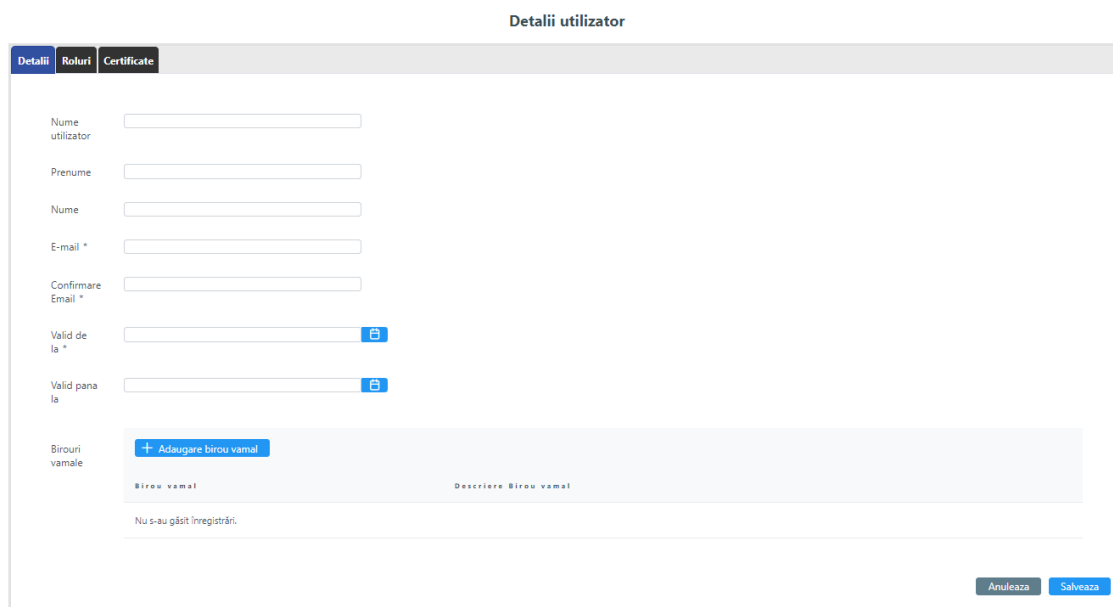 Detalii utilizator
Detalii Roluri Certificate
Nume
utilizator
Prenume
Nume
E-mail *
Confirmare
Email *
Valid de
la *
Valid pana
la
Birouri
vamale
Adaugare birou vamal
Birou vamal Descriere Birou vamal
Nu s-au găsit înregistrări.
Anuleaza Salveaza